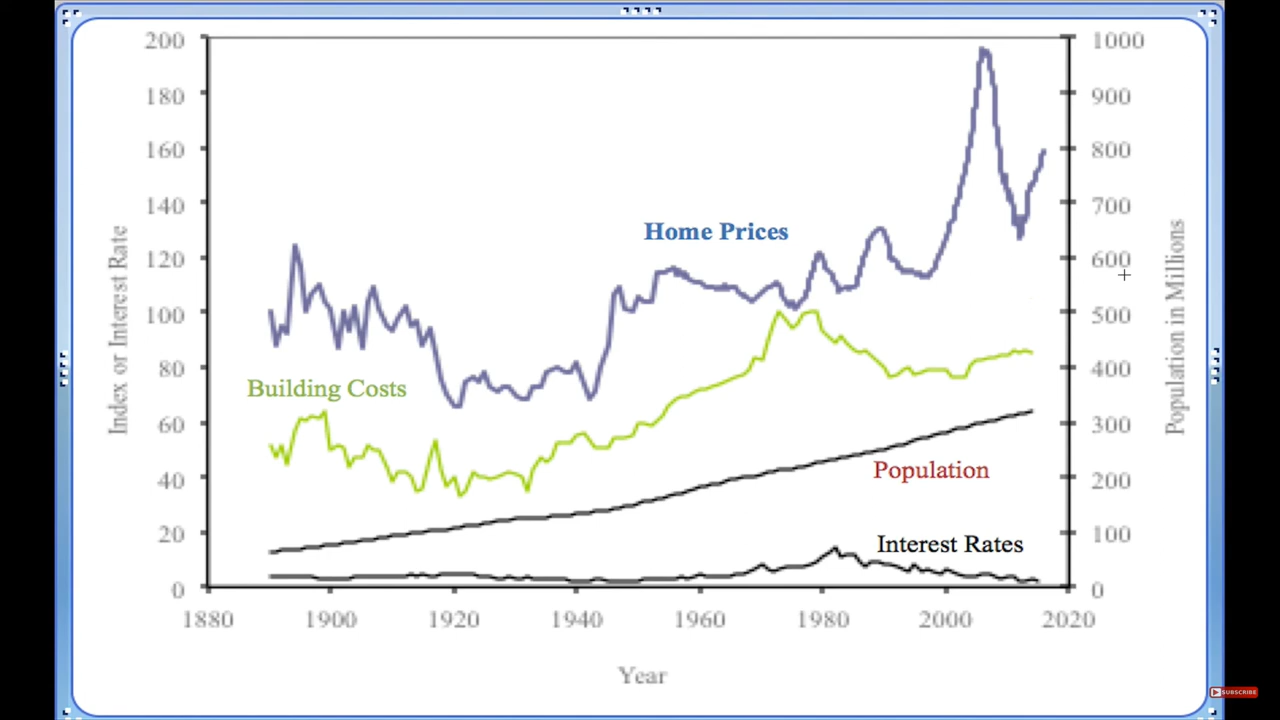 200
180
160
140
120
100
80
60
40
20
0
Index or Interest Rate
1000
900
800
700
600
500
400
300
200
100
0
Population in Millions
Home Prices
Building Costs
Population
Interest Rates
1880 1900 1920 1940 1960 1980 2000 2020
Year
SUBSCRIBE